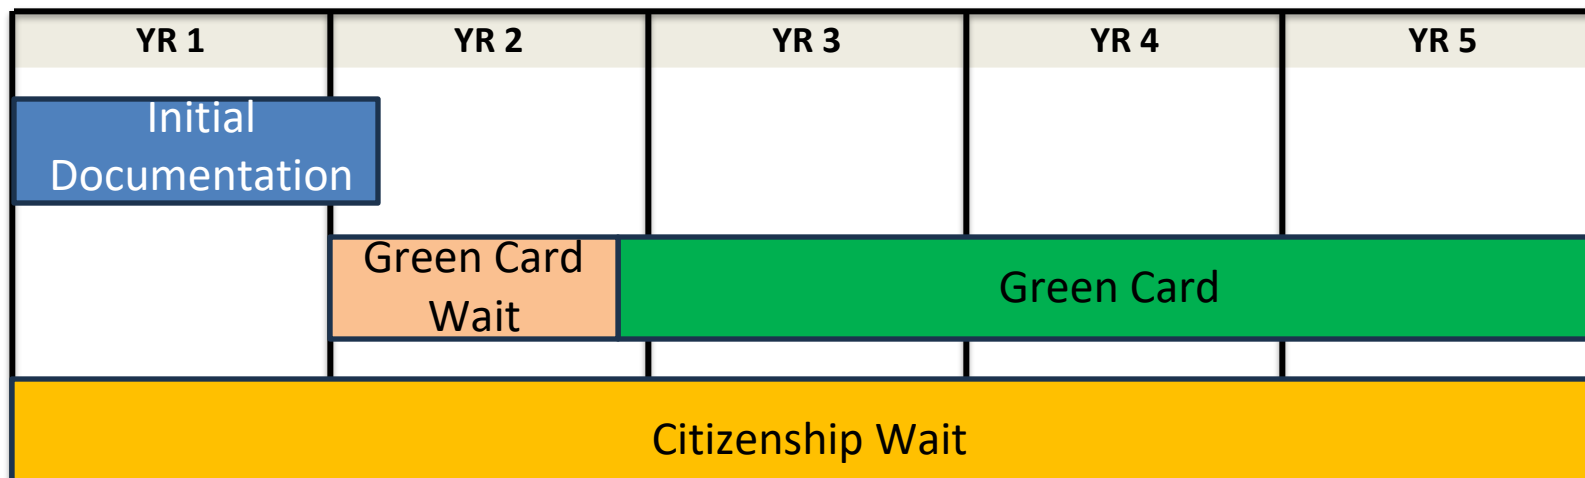 YR 1 YR 2 YR 3 YR 4 YR 5
Initial
Documentation
Green Card
Wait
Green Card
Citizenship Wait